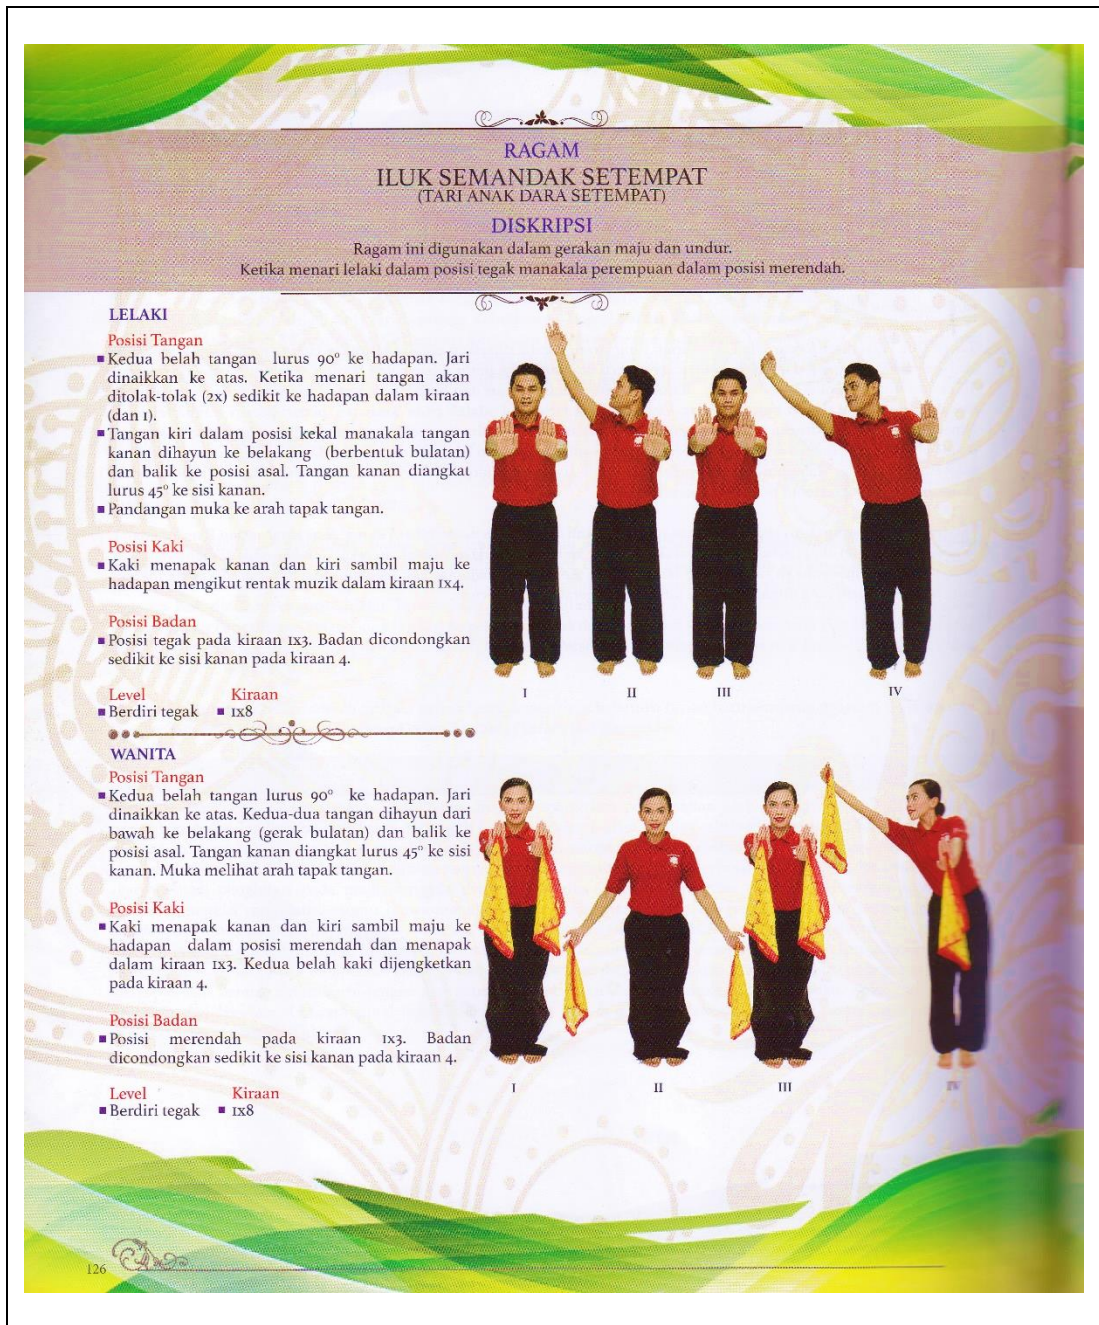 RAGAM
ILUK SEMANDAK SETEMPAT
(TARI ANAK DARA SETEMPAT)
DISKRIPSI
Ragam ini digunakan dalam gerakan maju dan undur.
Ketika menari lelaki dalam posisi tegak manakala perempuan dalam posisi merendah.
LELAKI
Posisi Tangan
▪ Kedua belah tangan lurus 90° ke hadapan. Jari
dinaikkan ke atas. Ketika menari tangan akan
ditolak-tolak (2x) sedikit ke hadapan dalam kiraan
(dan 1).
▪ Tangan kiri dalam posisi kekal manakala tangan
kanan dihayun ke belakang (berbentuk bulatan)
dan balik ke posisi asal. Tangan kanan diangkat
lurus 45° ke sisi kanan.
▪ Pandangan muka ke arah tapak tangan.
Posisi Kaki
▪ Kaki menapak kanan dan kiri sambil maju ke
hadapan mengikut rentak muzik dalam kiraan 1x4.
Posisi Badan
▪ Posisi tegak pada kiraan 1x3. Badan dicondongkan
sedikit ke sisi kanan pada kiraan 4.
Level Kiraan
▪ Berdiri tegak ▪ 1x8
I II III IV
WANITA
Posisi Tangan
▪ Kedua belah tangan lurus 90° ke hadapan. Jari
dinaikkan ke atas. Kedua-dua tangan dihayun dari
bawah ke belakang (gerak bulatan) dan balik ke
posisi asal. Tangan kanan diangkat lurus 45° ke sisi
kanan. Muka melihat arah tapak tangan.
Posisi Kaki
▪ Kaki menapak kanan dan kiri sambil maju ke
hadapan dalam posisi merendah dan menapak
dalam kiraan 1x3. Kedua belah kaki dijengketkan
pada kiraan 4.
Posisi Badan
▪ Posisi merendah pada kiraan 1x3. Badan
dicondongkan sedikit ke sisi kanan pada kiraan 4.
Level Kiraan
▪ Berdiri tegak ▪ 1x8
I II III IV
126